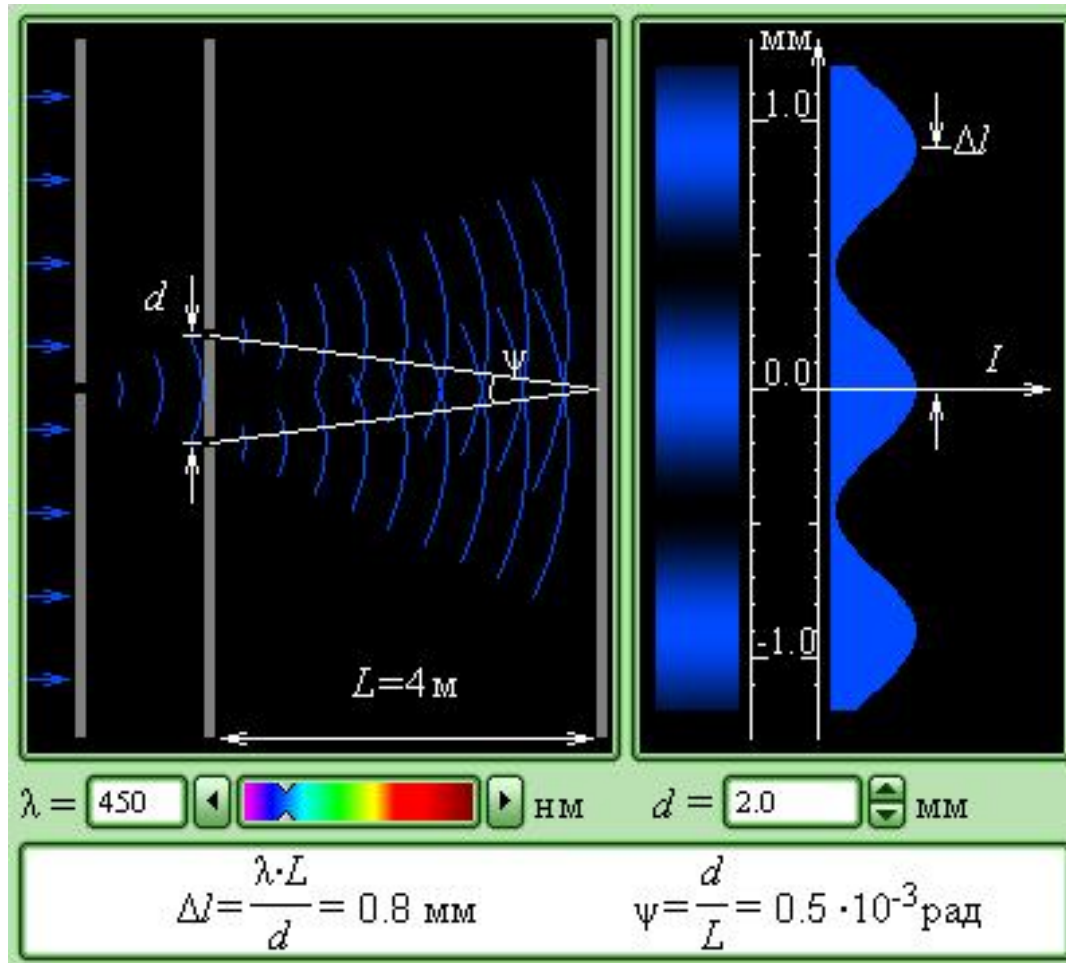 мм
1.0
Δl
d
ψ
0.0
I
-1.0
L=4 м
λ = 450 нм
d = 2.0 мм
Δl = λ·L / d = 0.8 мм
ψ = d / L = 0.5 ·10⁻³ рад